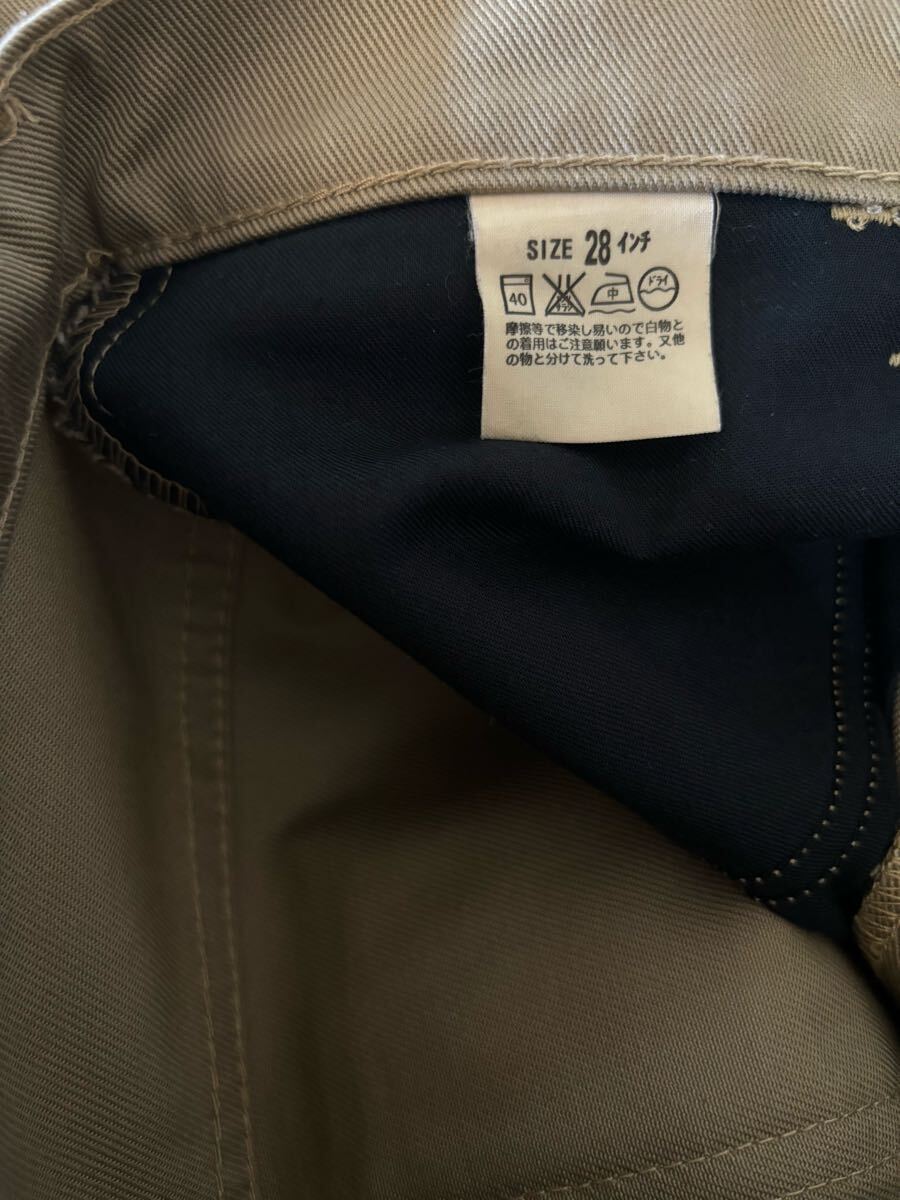 SIZE 28 インチ
40 中 ドライ
摩擦等で移染し易いので白物と
の着用はご注意願います。又他
の物と分けて洗って下さい。